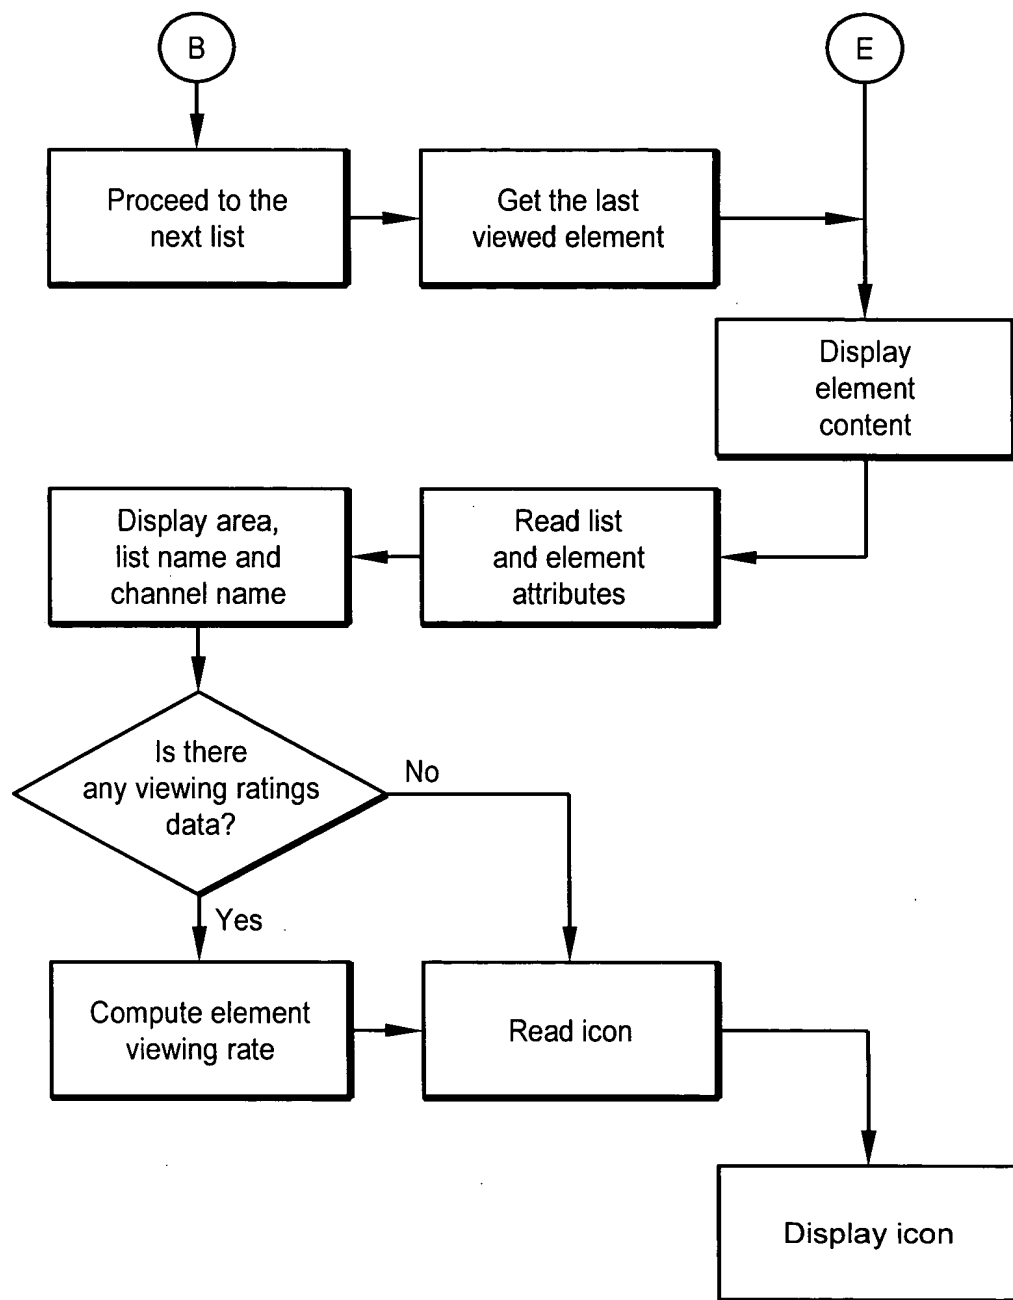 B
E
Proceed to the
next list
Get the last
viewed element
Display
element
content
Display area,
list name and
channel name
Read list
and element
attributes
Is there
any viewing ratings
data?
No
Yes
Compute element
viewing rate
Read icon
Display icon